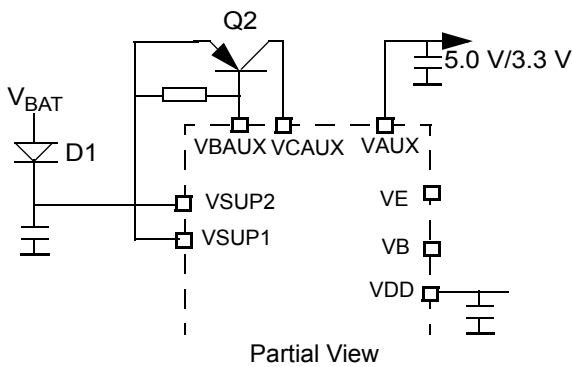 Q2
5.0 V/3.3 V
VBAT
D1
VBAUX VCAUX VAUX
VSUP2
VE
VSUP1
VB
VDD
Partial View